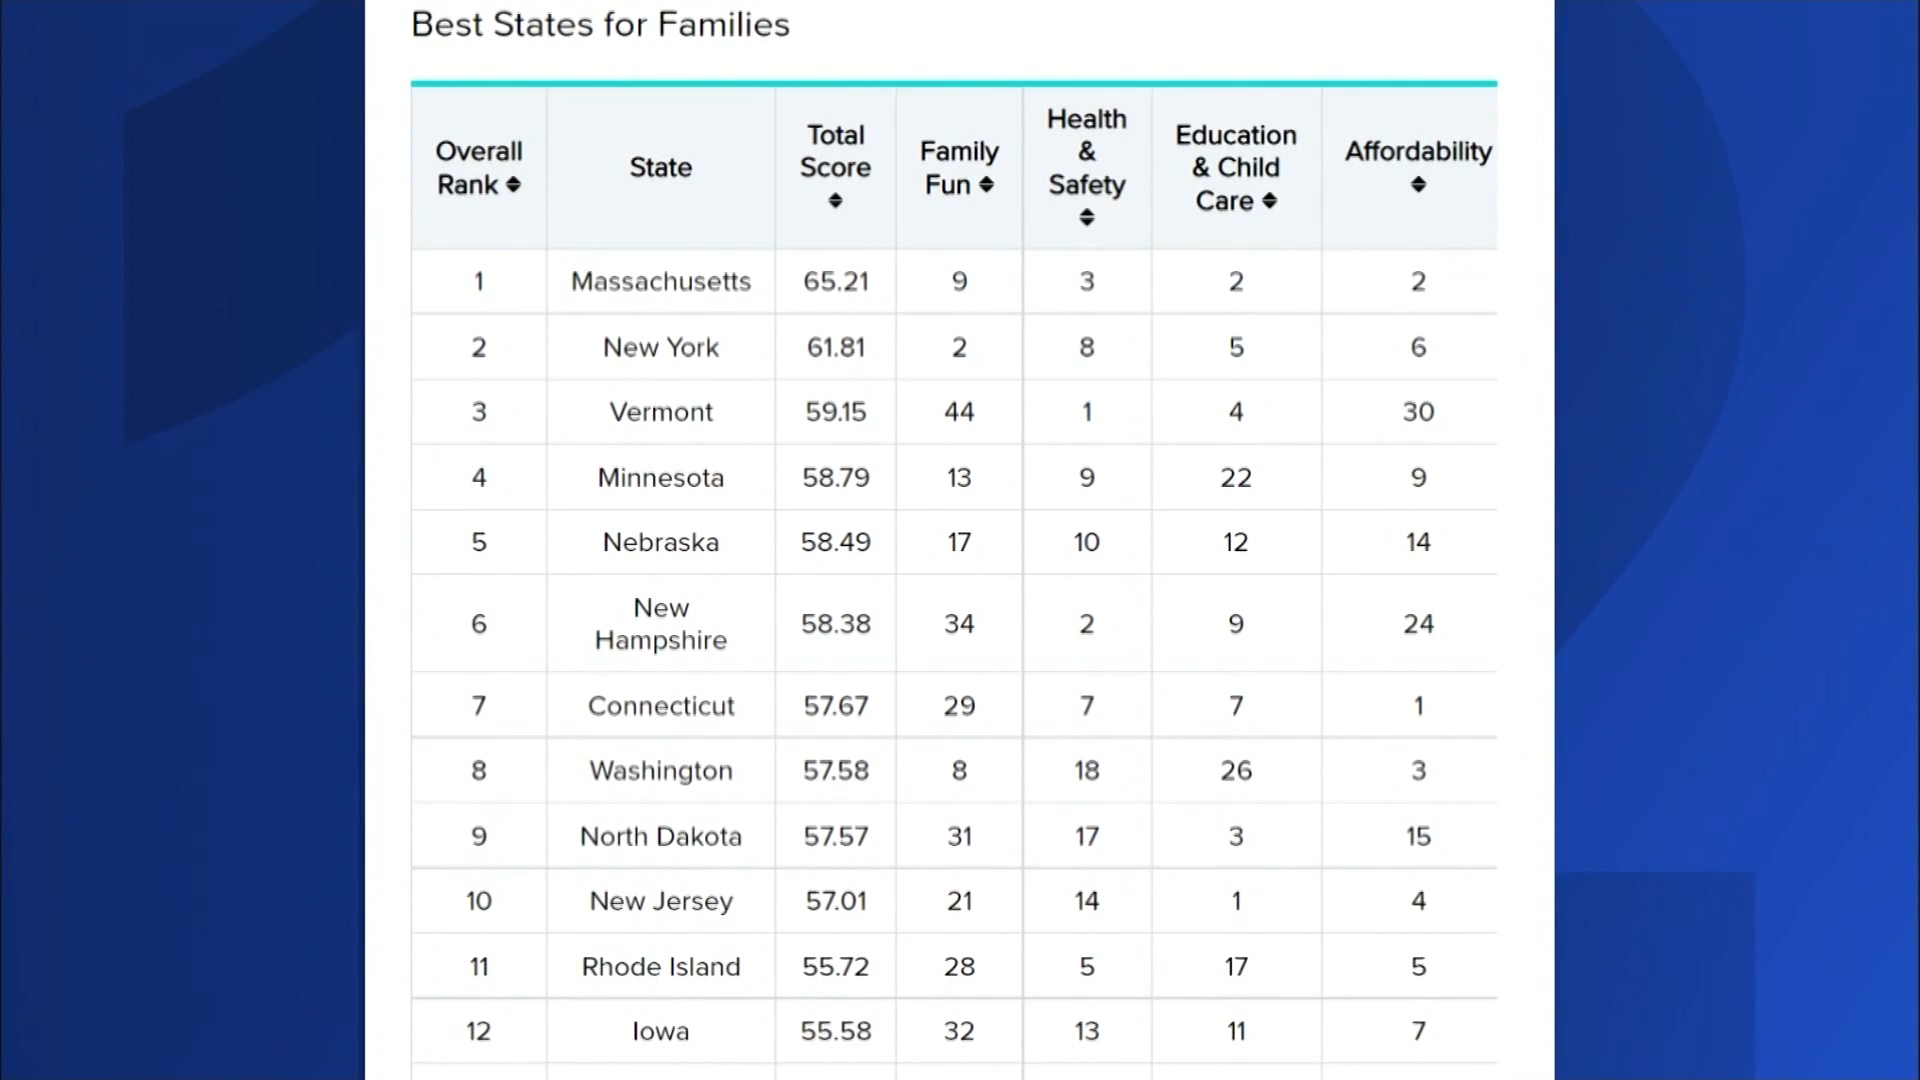 Best States for Families
Overall Rank State Total Score Family Fun Health & Safety Education & Child Care Affordability
1 Massachusetts 65.21 9 3 2 2
2 New York 61.81 2 8 5 6
3 Vermont 59.15 44 1 4 30
4 Minnesota 58.79 13 9 22 9
5 Nebraska 58.49 17 10 12 14
6 New Hampshire 58.38 34 2 9 24
7 Connecticut 57.67 29 7 7 1
8 Washington 57.58 8 18 26 3
9 North Dakota 57.57 31 17 3 15
10 New Jersey 57.01 21 14 1 4
11 Rhode Island 55.72 28 5 17 5
12 Iowa 55.58 32 13 11 7